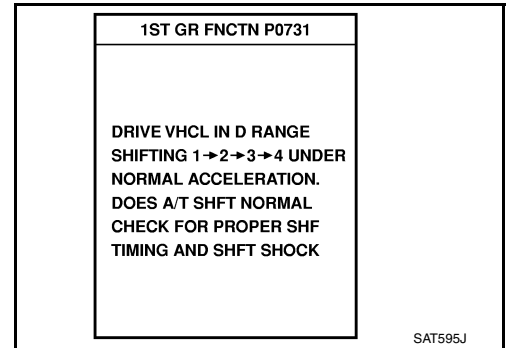 1ST GR FNCTN P0731
DRIVE VHCL IN D RANGE
SHIFTING 1→2→3→4 UNDER
NORMAL ACCELERATION.
DOES A/T SHFT NORMAL
CHECK FOR PROPER SHF
TIMING AND SHFT SHOCK
SAT595J